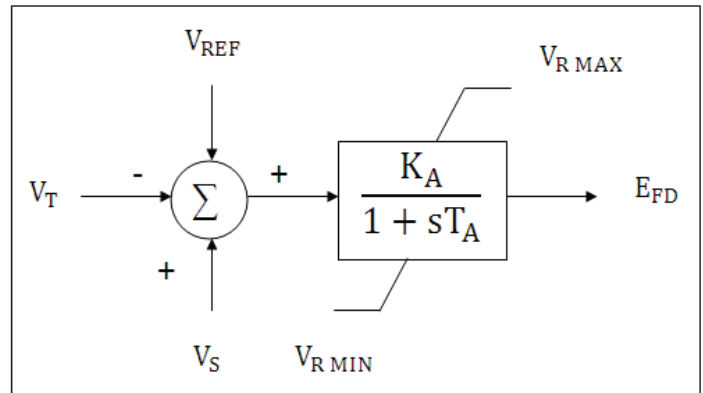 V_REF
V_R MAX
-
+
K_A
V_T
∑
E_FD
1 + sT_A
+
V_S
V_R MIN